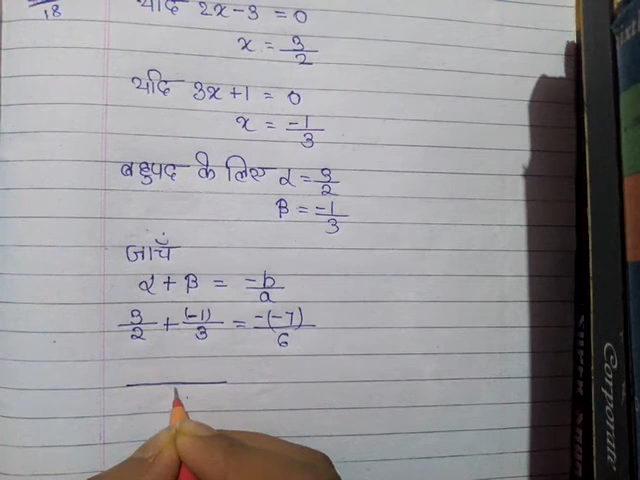 18
यदि 2x-3 = 0
x = 3/2
यदि 3x+1 = 0
x = -1/3
बहुपद के लिए α = 3/2
β = -1/3
जाचँ
α + β = -b/a
3/2 + (-1)/3 = -(-7)/6
Corporate